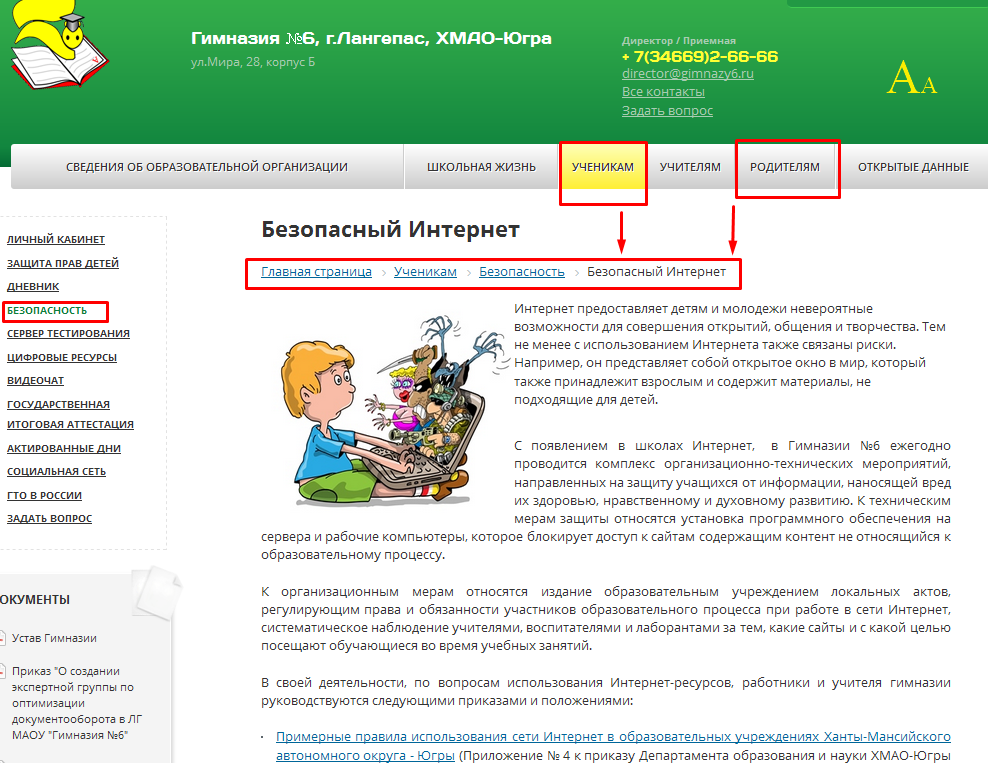 Гимназия №6, г.Лангепас, ХМАО-Югра
ул.Мира, 28, корпус Б
Директор / Приемная
+ 7(34669)2-66-66
director@gimnazy6.ru
Все контакты
Задать вопрос
А А
СВЕДЕНИЯ ОБ ОБРАЗОВАТЕЛЬНОЙ ОРГАНИЗАЦИИ
ШКОЛЬНАЯ ЖИЗНЬ
УЧЕНИКАМ
УЧИТЕЛЯМ
РОДИТЕЛЯМ
ОТКРЫТЫЕ ДАННЫЕ
ЛИЧНЫЙ КАБИНЕТ
ЗАЩИТА ПРАВ ДЕТЕЙ
ДНЕВНИК
БЕЗОПАСНОСТЬ
СЕРВЕР ТЕСТИРОВАНИЯ
ЦИФРОВЫЕ РЕСУРСЫ
ВИДЕОЧАТ
ГОСУДАРСТВЕННАЯ
ИТОГОВАЯ АТТЕСТАЦИЯ
АКТИРОВАННЫЕ ДНИ
СОЦИАЛЬНАЯ СЕТЬ
ГТО В РОССИИ
ЗАДАТЬ ВОПРОС
ОКУМЕНТЫ
Устав Гимназии
Приказ "О создании
экспертной группы по
оптимизации
документооборота в ЛГ
МАОУ "Гимназия №6"
Безопасный Интернет
Главная страница › Ученикам › Безопасность › Безопасный Интернет
Интернет предоставляет детям и молодежи невероятные
возможности для совершения открытий, общения и творчества. Тем
не менее с использованием Интернета также связаны риски.
Например, он представляет собой открытое окно в мир, который
также принадлежит взрослым и содержит материалы, не
подходящие для детей.
С появлением в школах Интернет, в Гимназии №6 ежегодно
проводится комплекс организационно-технических мероприятий,
направленных на защиту учащихся от информации, наносящей вред
их здоровью, нравственному и духовному развитию. К техническим
мерам защиты относятся установка программного обеспечения на
сервера и рабочие компьютеры, которое блокирует доступ к сайтам содержащим контент не относящийся к
образовательному процессу.
К организационным мерам относятся издание образовательным учреждением локальных актов,
регулирующим права и обязанности участников образовательного процесса при работе в сети Интернет,
систематическое наблюдение учителями, воспитателями и лаборантами за тем, какие сайты и с какой целью
посещают обучающиеся во время учебных занятий.
В своей деятельности, по вопросам использования Интернет-ресурсов, работники и учителя гимназии
руководствуются следующими приказами и положениями:
· Примерные правила использования сети Интернет в образовательных учреждениях Ханты-Мансийского
автономного округа - Югры (Приложение № 4 к приказу Департамента образования и науки ХМАО-Югры